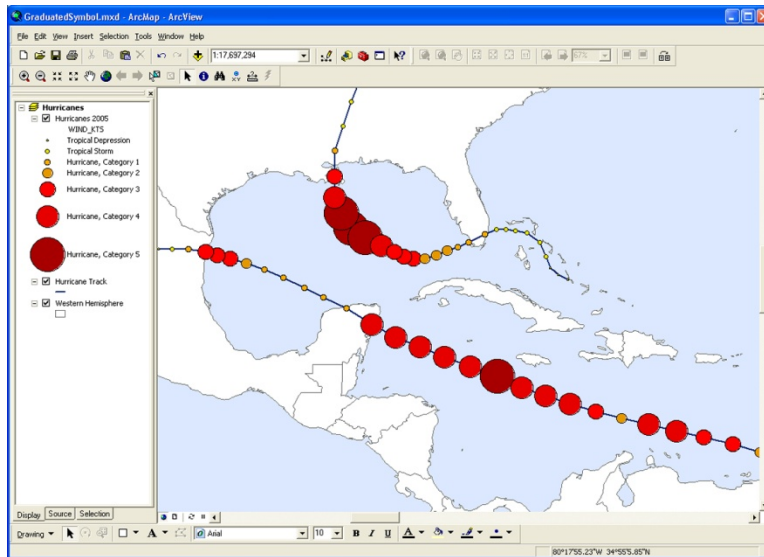 GraduatedSymbol.mxd - ArcMap - ArcView
File Edit View Insert Selection Tools Window Help
1:17,697,294
57%
XY
Hurricanes
Hurricanes 2005
WIND_KTS
Tropical Depression
Tropical Storm
Hurricane, Category 1
Hurricane, Category 2
Hurricane, Category 3
Hurricane, Category 4
Hurricane, Category 5
Hurricane Track
Western Hemisphere
Display Source Selection
Drawing A Arial 10 B I U A
80°17'55.23"W 34°55'5.85"N